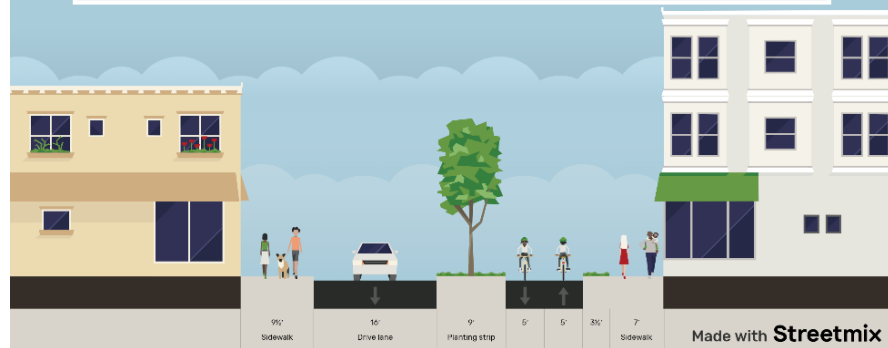 9½' 16' 9' 5' 5' 3½' 7'
Sidewalk Drive lane Planting strip Sidewalk
Made with Streetmix